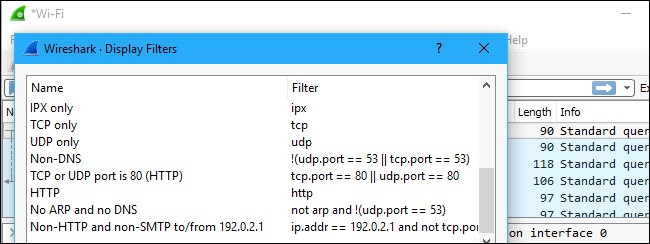 *Wi-Fi
Help
Wireshark · Display Filters
?
Name Filter
IPX only ipx
TCP only tcp
UDP only udp
Non-DNS !(udp.port == 53 || tcp.port == 53)
TCP or UDP port is 80 (HTTP) tcp.port == 80 || udp.port == 80
HTTP http
No ARP and no DNS not arp and !(udp.port == 53)
Non-HTTP and non-SMTP to/from 192.0.2.1 ip.addr == 192.0.2.1 and not tcp.por
Length Info
90 Standard quer
90 Standard quer
118 Standard quer
106 Standard quer
97 Standard quer
97 Standard quer
on interface 0